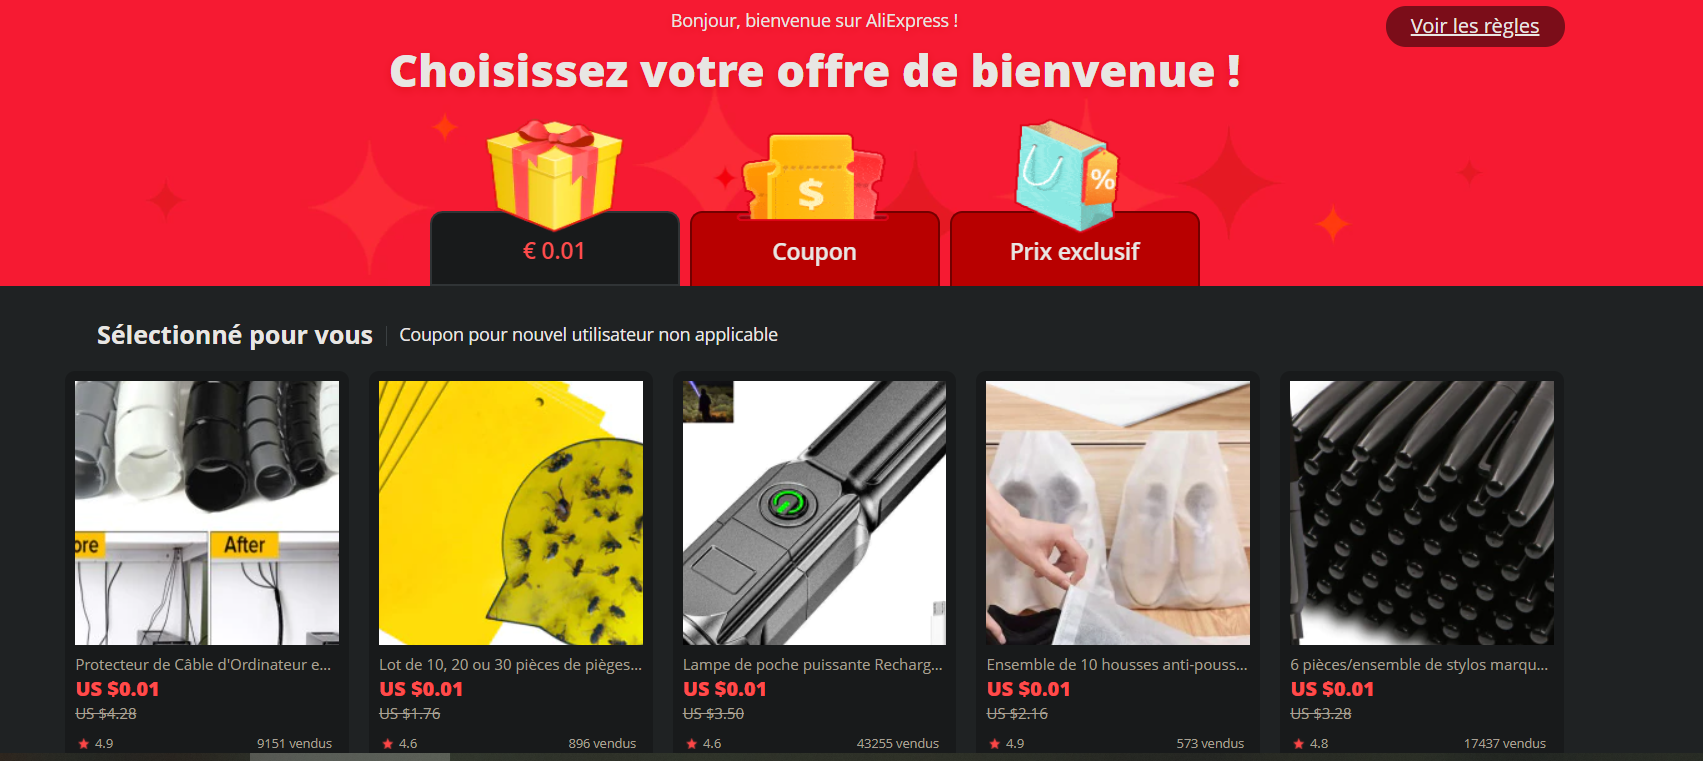 Bonjour, bienvenue sur AliExpress !
Voir les règles
Choisissez votre offre de bienvenue !
$
%
€ 0.01
Coupon
Prix exclusif
Sélectionné pour vous
Coupon pour nouvel utilisateur non applicable
ore
After
Protecteur de Câble d'Ordinateur e...
US $0.01
US $4.28
4.9
9151 vendus
Lot de 10, 20 ou 30 pièces de pièges...
US $0.01
US $1.76
4.6
896 vendus
Lampe de poche puissante Recharg...
US $0.01
US $3.50
4.6
43255 vendus
Ensemble de 10 housses anti-pouss...
US $0.01
US $2.16
4.9
573 vendus
6 pièces/ensemble de stylos marqu...
US $0.01
US $3.28
4.8
17437 vendus